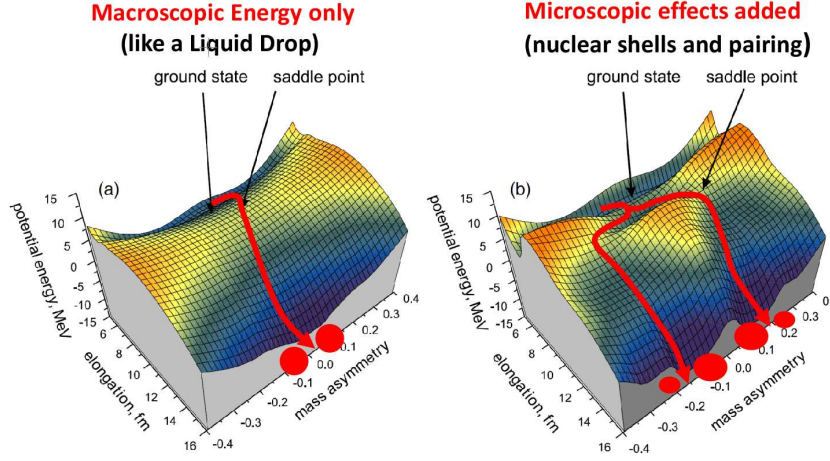 Macroscopic Energy only
(like a Liquid Drop)
ground state
saddle point
(a)
15
10
5
0
-5
-10
-15
potential energy, MeV
6
8
10
12
14
16
elongation, fm
-0.4
-0.3
-0.2
-0.1
0.0
0.1
0.2
0.3
0.4
mass asymmetry
Microscopic effects added
(nuclear shells and pairing)
ground state
saddle point
(b)
15
10
5
0
-5
-10
-15
potential energy, MeV
6
8
10
12
14
16
elongation, fm
-0.4
-0.3
-0.2
-0.1
0.0
0.1
0.2
0.3
mass asymmetry